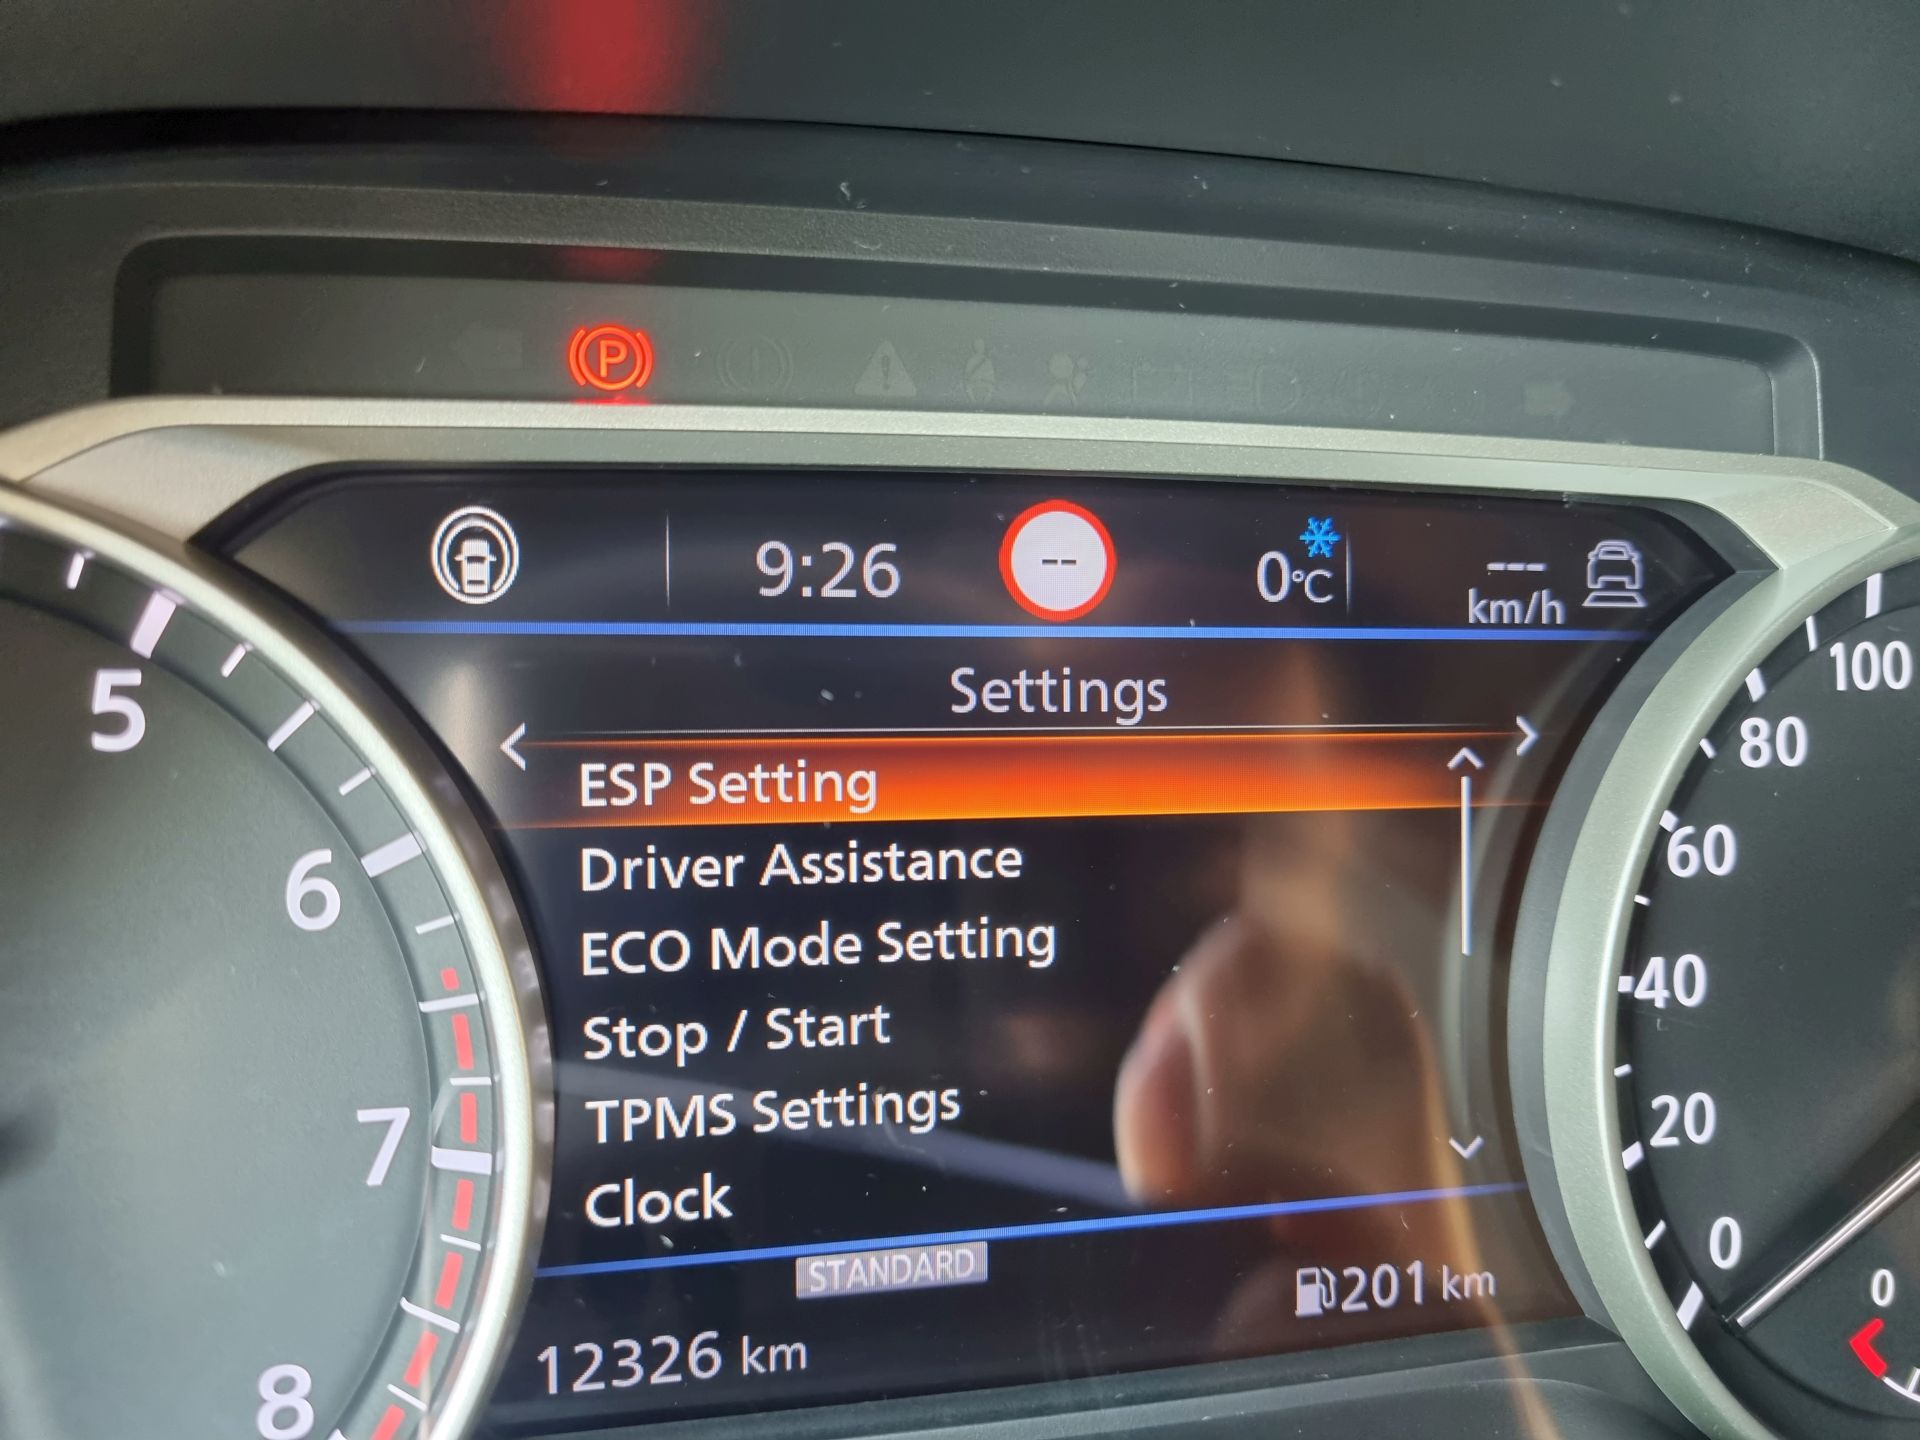 P
9:26
--
0°C
---
km/h
Settings
ESP Setting
Driver Assistance
ECO Mode Setting
Stop / Start
TPMS Settings
Clock
STANDARD
201 km
12326 km
5
6
7
8
100
80
60
40
20
0
0